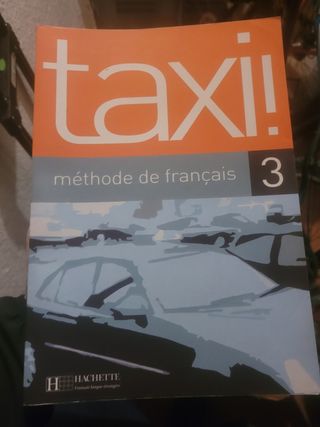 taxi!
méthode de français 3
H HACHETTE
Français langue étrangère